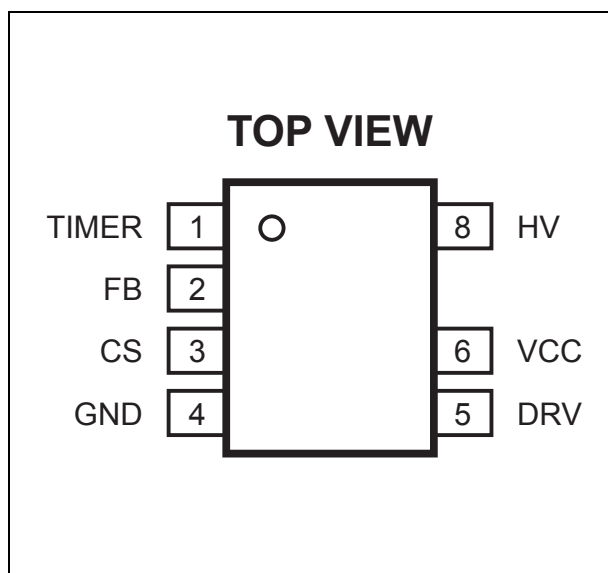 TOP VIEW
TIMER 1 8 HV
FB 2
CS 3 6 VCC
GND 4 5 DRV